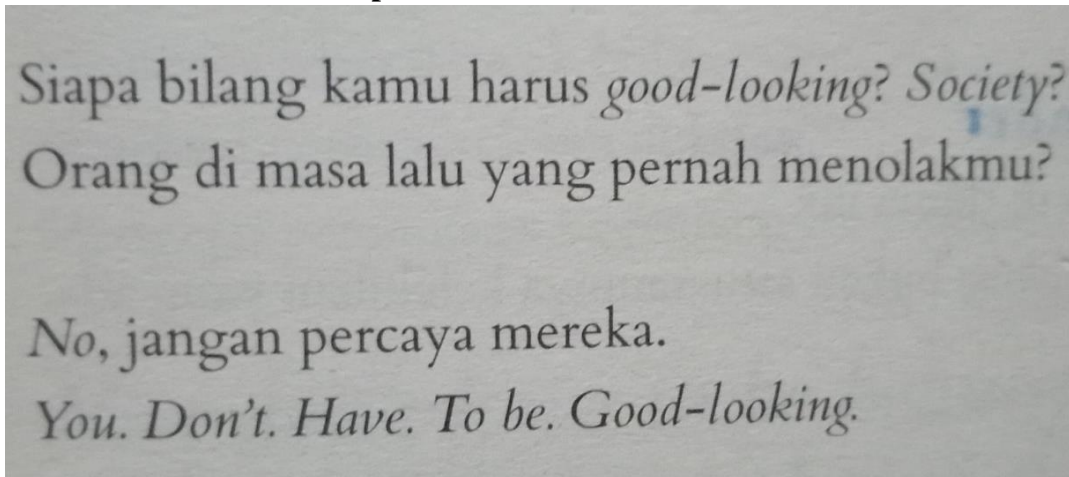 Siapa bilang kamu harus good-looking? Society?
Orang di masa lalu yang pernah menolakmu?
No, jangan percaya mereka.
You. Don't. Have. To be. Good-looking.